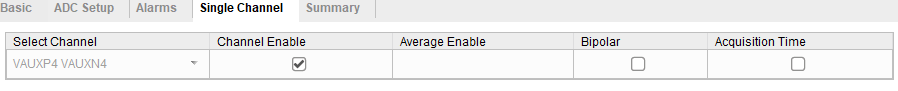 Basic ADC Setup Alarms Single Channel Summary
Select Channel Channel Enable Average Enable Bipolar Acquisition Time
VAUXP4 VAUXN4